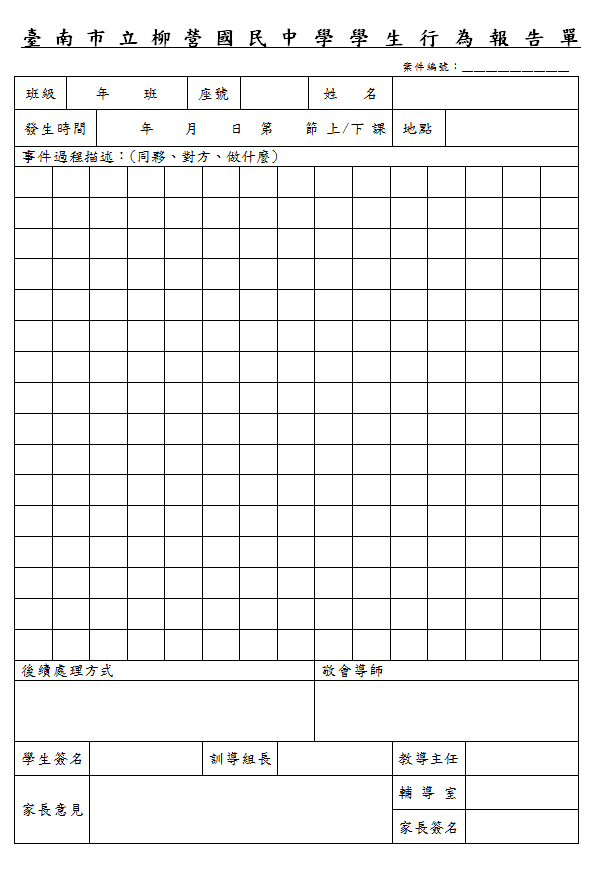 臺南市立柳營國民中學學生行為報告單
案件編號：＿＿＿＿＿＿＿＿＿
班級 年 班 座號 姓 名
發生時間 年 月 日 第 節 上/下 課 地點
事件過程描述：(同夥、對方、做什麼)
後續處理方式 敬會導師
學生簽名 訓導組長 教導主任
家長意見 輔導室
家長簽名